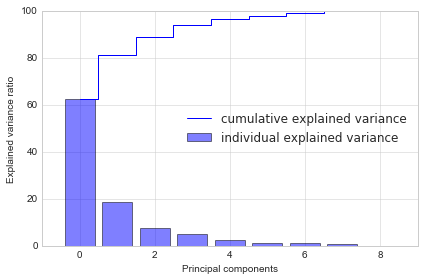 100
80
60
40
20
0
Explained variance ratio
cumulative explained variance
individual explained variance
0 2 4 6 8
Principal components